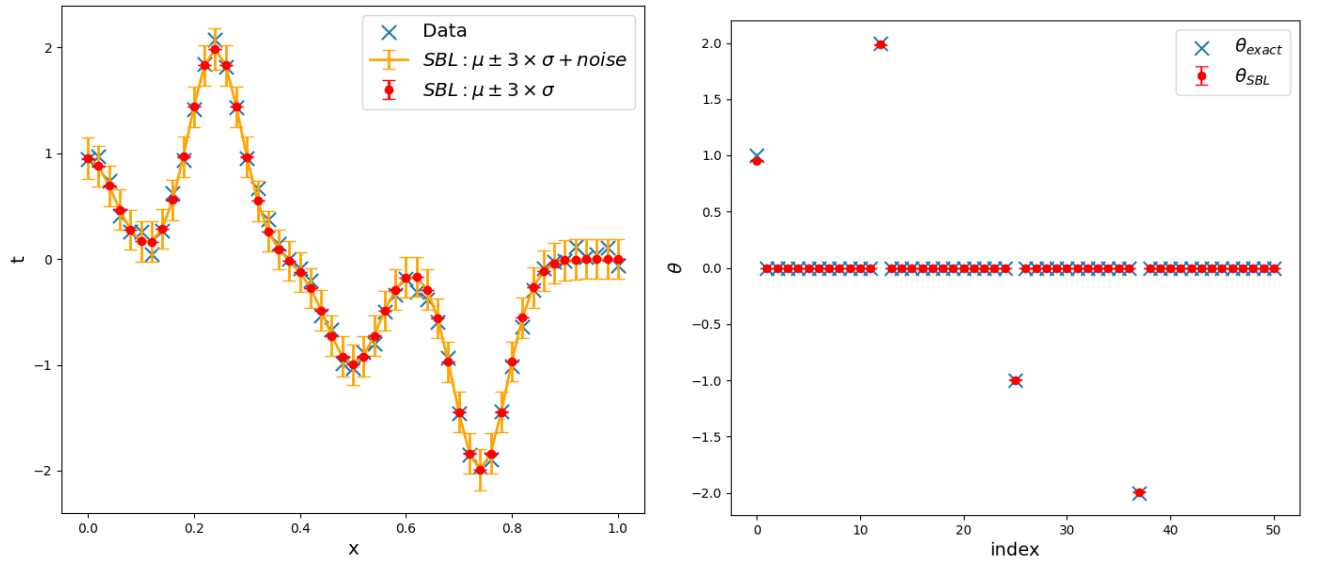 2
1
0
−1
−2
t
0.0 0.2 0.4 0.6 0.8 1.0
x
Data
SBL : μ ± 3 × σ + noise
SBL : μ ± 3 × σ
2.0
1.5
1.0
0.5
0.0
−0.5
−1.0
−1.5
−2.0
θ
0 10 20 30 40 50
index
θ_exact
θ_SBL